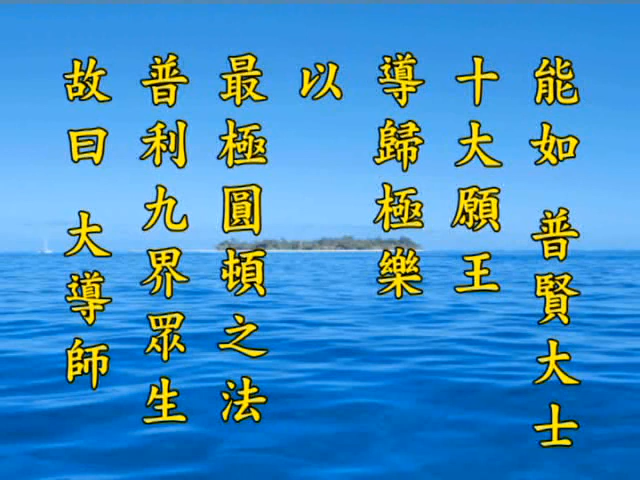 能如 普賢大士
十大願王
導歸極樂
以
最極圓頓之法
普利九界眾生
故曰 大導師